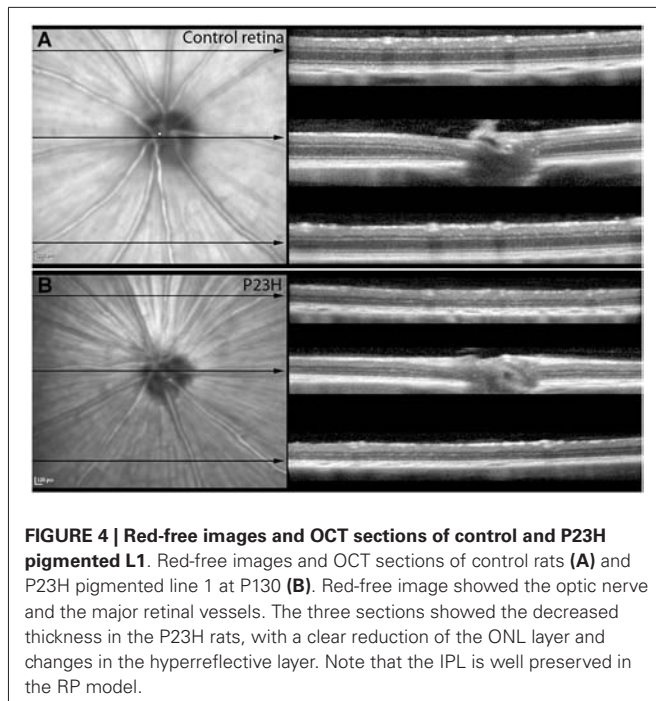 A
Control retina
B
P23H
FIGURE 4 | Red-free images and OCT sections of control and P23H
pigmented L1. Red-free images and OCT sections of control rats (A) and
P23H pigmented line 1 at P130 (B). Red-free image showed the optic nerve
and the major retinal vessels. The three sections showed the decreased
thickness in the P23H rats, with a clear reduction of the ONL layer and
changes in the hyperreflective layer. Note that the IPL is well preserved in
the RP model.